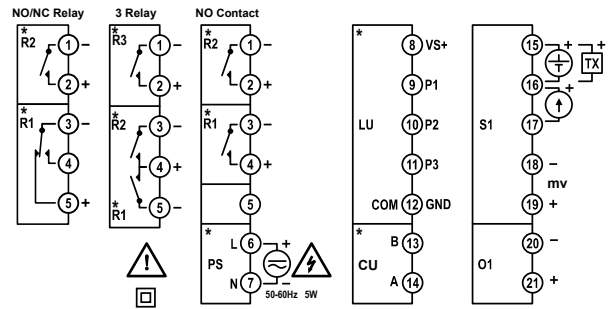 NO/NC Relay
* R2
1 –
2 +
* R1
3 –
4
5 +
3 Relay
* R3
1 –
2 +
* R2
3 –
4 +
* R1
5 –
NO Contact
* R2
1 –
2 +
* R1
3 –
4 +
5
* PS
L 6 +
N 7 –
50-60Hz 5W
*
8 VS+
9 P1
LU 10 P2
11 P3
COM 12 GND
* CU
B 13
A 14
S1
15 + +
TX
16 +
17
18 –
mv
19 +
O1
20 –
21 +